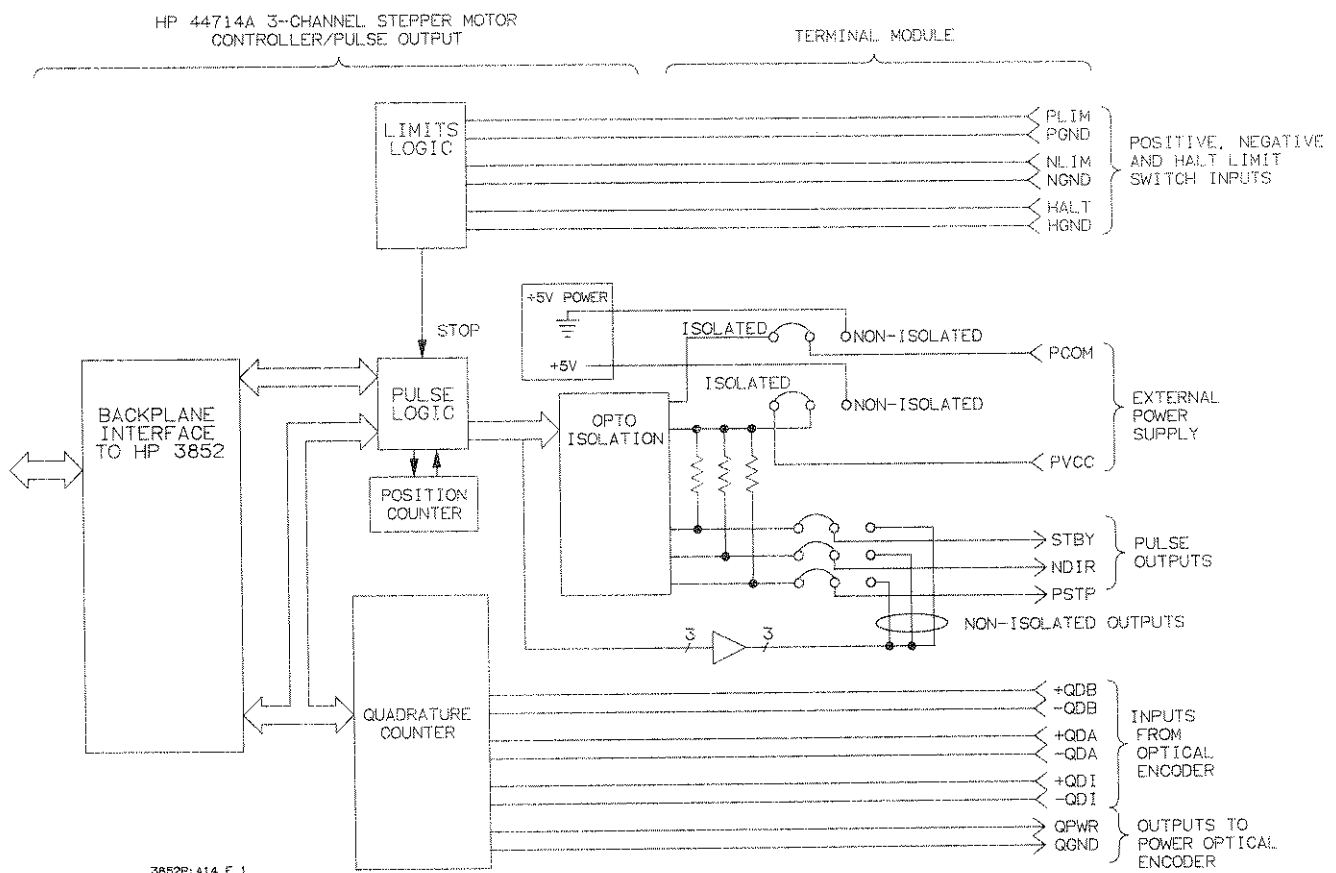 HP 44714A 3-CHANNEL STEPPER MOTOR
CONTROLLER/PULSE OUTPUT
TERMINAL MODULE
LIMITS
LOGIC
PLIM
PGND
NLIM
NGND
HALT
HGND
POSITIVE, NEGATIVE
AND HALT LIMIT
SWITCH INPUTS
STOP
+5V POWER
+5V
ISOLATED
NON-ISOLATED
PCOM
ISOLATED
NON-ISOLATED
PVCC
EXTERNAL
POWER
SUPPLY
BACKPLANE
INTERFACE
TO HP 3852
PULSE
LOGIC
POSITION
COUNTER
OPTO
ISOLATION
STBY
NDIR
PSTP
PULSE
OUTPUTS
NON-ISOLATED OUTPUTS
3
3
QUADRATURE
COUNTER
+QDB
-QDB
+QDA
-QDA
+QDI
-QDI
INPUTS
FROM
OPTICAL
ENCODER
QPWR
QGND
OUTPUTS TO
POWER OPTICAL
ENCODER
3852P:A14 F 1